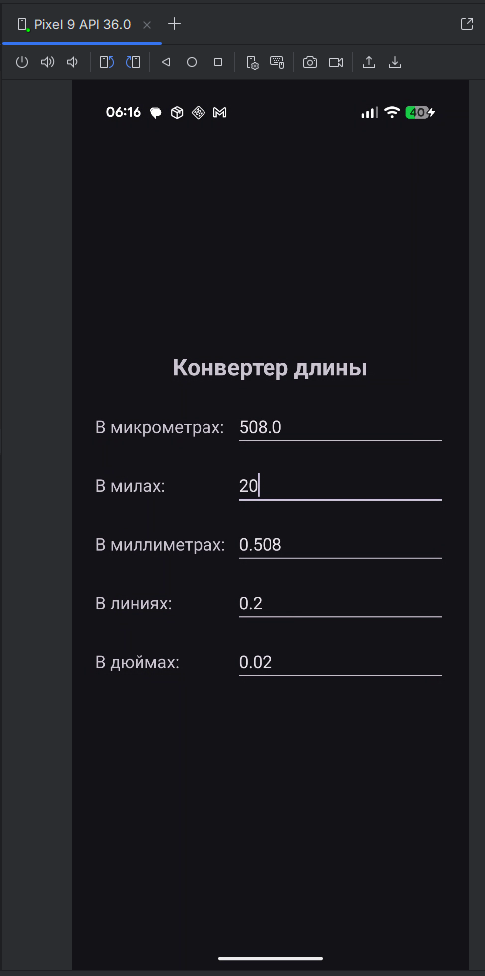 Pixel 9 API 36.0
06:16
40
Конвертер длины
В микрометрах: 508.0
В милах: 20
В миллиметрах: 0.508
В линиях: 0.2
В дюймах: 0.02